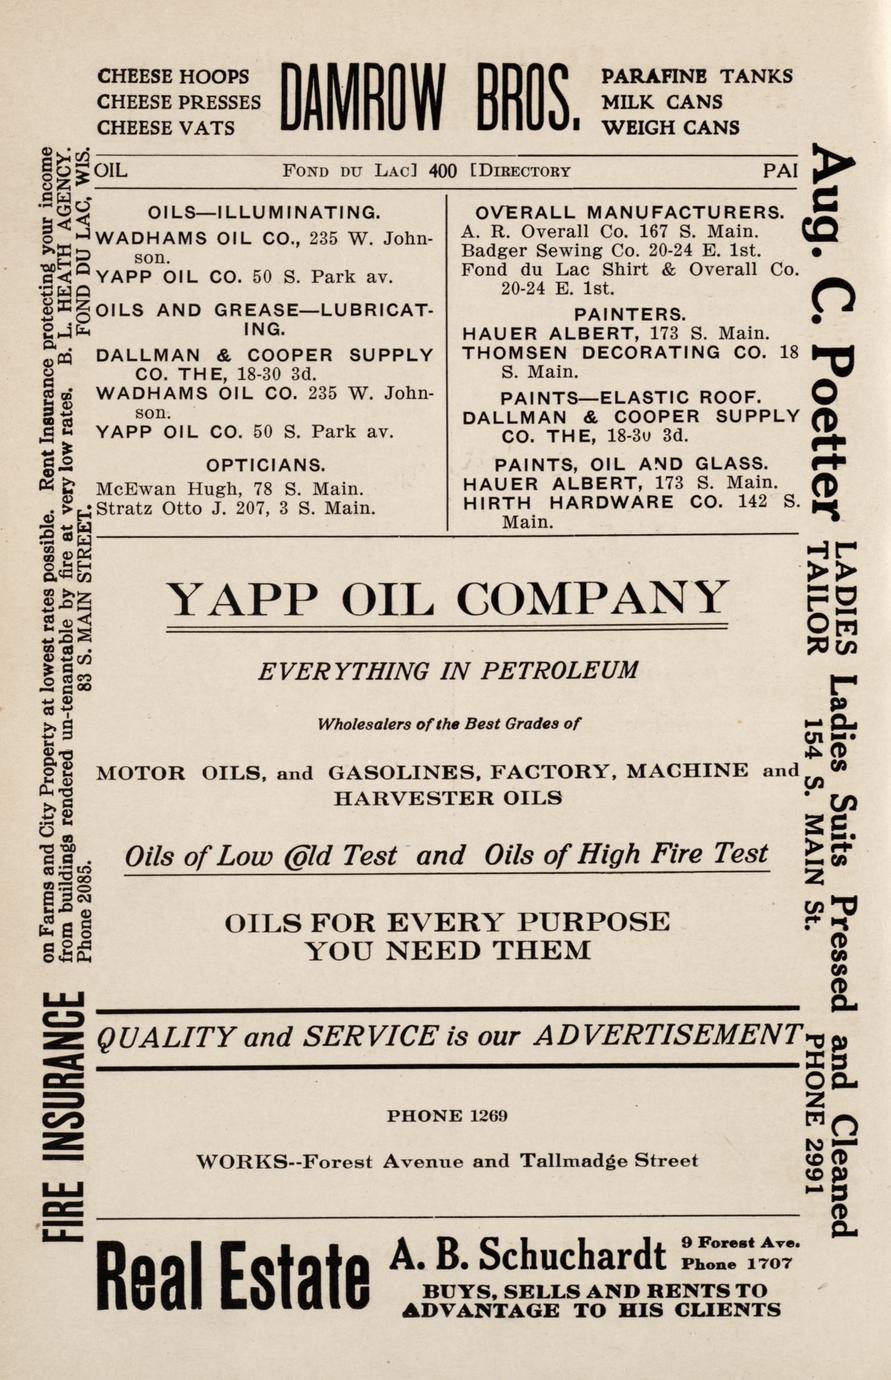 CHEESE HOOPS
CHEESE PRESSES
CHEESE VATS
DAMROW BROS.
PARAFINE TANKS
MILK CANS
WEIGH CANS
OIL FOND DU LAC] 400 [DIRECTORY PAI
OILS—ILLUMINATING.
WADHAMS OIL CO., 235 W. John-
son.
YAPP OIL CO. 50 S. Park av.
OILS AND GREASE—LUBRICAT-
ING.
DALLMAN & COOPER SUPPLY
CO. THE, 18-30 3d.
WADHAMS OIL CO. 235 W. John-
son.
YAPP OIL CO. 50 S. Park av.
OPTICIANS.
McEwan Hugh, 78 S. Main.
Stratz Otto J. 207, 3 S. Main.
OVERALL MANUFACTURERS.
A. R. Overall Co. 167 S. Main.
Badger Sewing Co. 20-24 E. 1st.
Fond du Lac Shirt & Overall Co.
20-24 E. 1st.
PAINTERS.
HAUER ALBERT, 173 S. Main.
THOMSEN DECORATING CO. 18
S. Main.
PAINTS—ELASTIC ROOF.
DALLMAN & COOPER SUPPLY
CO. THE, 18-30 3d.
PAINTS, OIL AND GLASS.
HAUER ALBERT, 173 S. Main.
HIRTH HARDWARE CO. 142 S.
Main.
YAPP OIL COMPANY
EVERYTHING IN PETROLEUM
Wholesalers of the Best Grades of
MOTOR OILS, and GASOLINES, FACTORY, MACHINE and
HARVESTER OILS
Oils of Low Cold Test and Oils of High Fire Test
OILS FOR EVERY PURPOSE
YOU NEED THEM
QUALITY and SERVICE is our ADVERTISEMENT
PHONE 1269
WORKS--Forest Avenue and Tallmadge Street
Real Estate
A. B. Schuchardt
9 Forest Ave.
Phone 1707
BUYS, SELLS AND RENTS TO
ADVANTAGE TO HIS CLIENTS
FIRE INSURANCE
on Farms and City Property at lowest rates possible. Rent Insurance protecting your income
from buildings rendered un-tenantable by fire at very low rates. B. L. HEATH AGENCY.
Phone 2085. 83 S. MAIN STREET. FOND DU LAC, WIS.
Aug. C. Poetter
LADIES
TAILOR
Ladies Suits Pressed and Cleaned
154 S. MAIN St. PHONE 2991